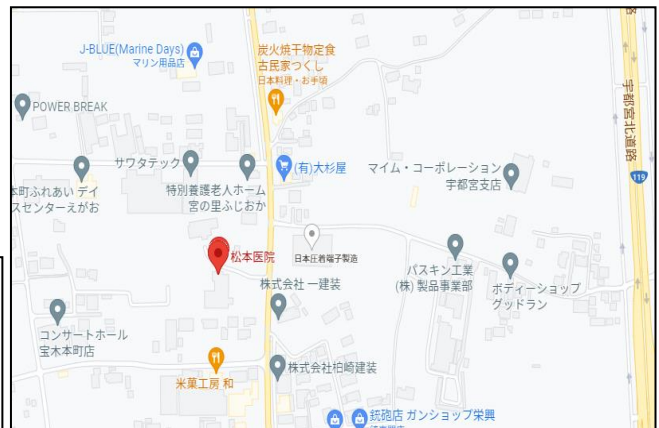 J-BLUE(Marine Days)
マリン用品店
炭火焼干物定食
古民家つくし
日本料理・お手頃
POWER BREAK
宇都宮北道路
119
サワタテック
(有)大杉屋
マイム・コーポレーション
宇都宮支店
本町ふれあい デイ
スセンターえがお
特別養護老人ホーム
宮の里ふじおか
松本医院
日本圧着端子製造
株式会社 一建装
パスキン工業
(株) 製品事業部
ボディーショップ
グッドラン
コンサートホール
宝木本町店
米菓工房 和
株式会社柏崎建装
銃砲店 ガンショップ栄興